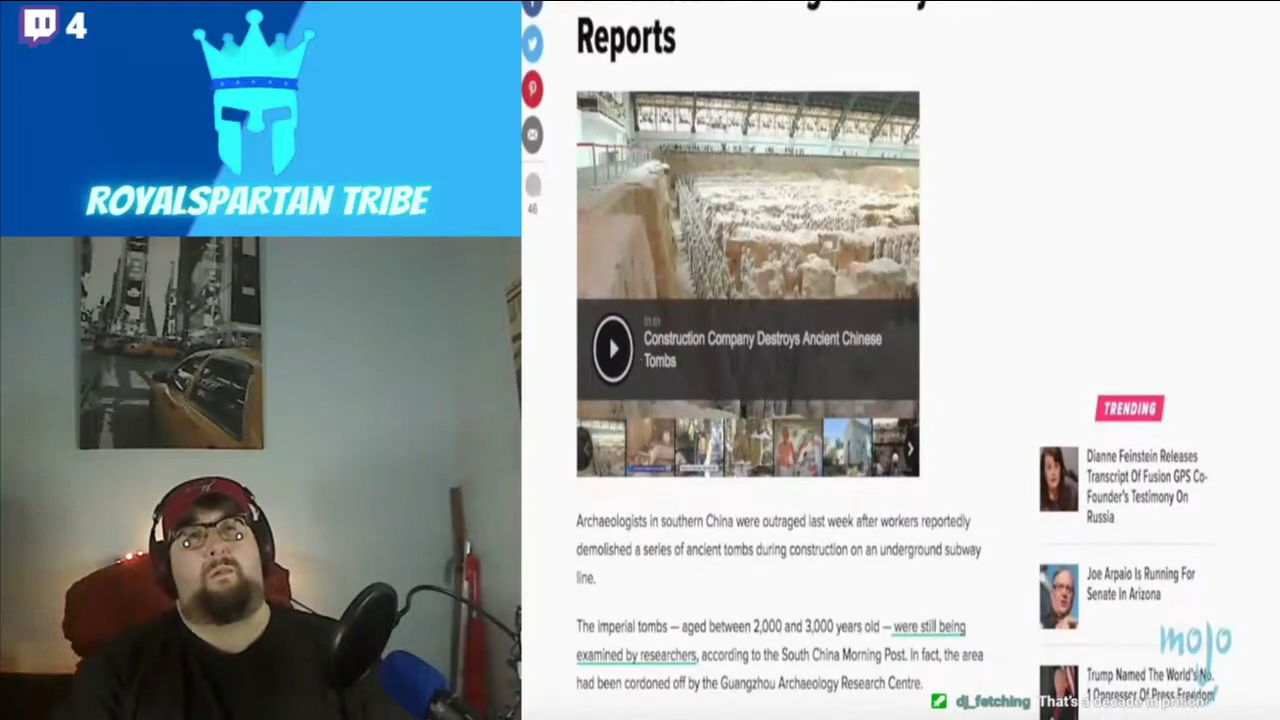 4
ROYALSPARTAN TRIBE
Reports
46
01:01
Construction Company Destroys Ancient Chinese
Tombs
Archaeologists in southern China were outraged last week after workers reportedly
demolished a series of ancient tombs during construction on an underground subway
line.
The imperial tombs — aged between 2,000 and 3,000 years old — were still being
examined by researchers, according to the South China Morning Post. In fact, the area
had been cordoned off by the Guangzhou Archaeology Research Centre.
TRENDING
Dianne Feinstein Releases
Transcript Of Fusion GPS Co-
Founder's Testimony On
Russia
Joe Arpaio Is Running For
Senate In Arizona
Trump Named The World's No.
1 Oppressor Of Press Freedom
mojo
dj_fetching That's a decade in prison